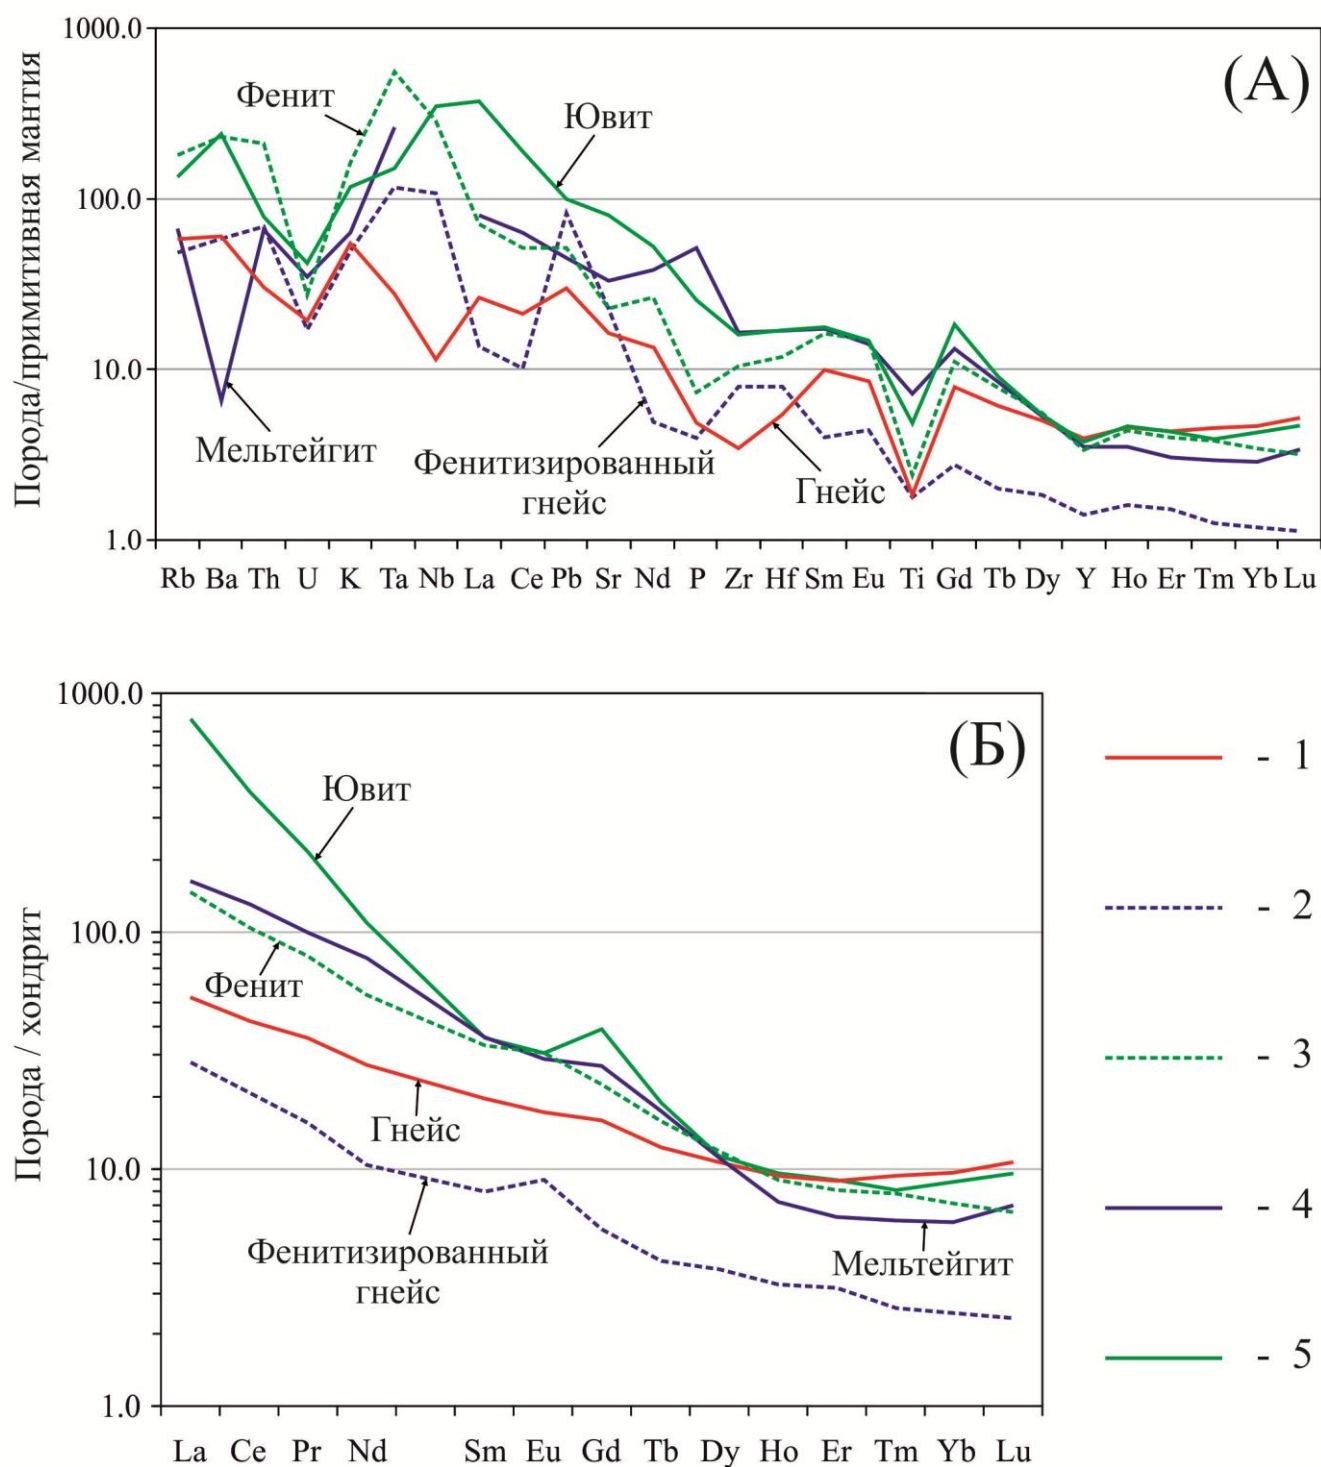 Порода/примитивная мантия
1000.0
100.0
10.0
1.0
(А)
Фенит
Ювит
Мельтейгит
Фенитизированный
гнейс
Гнейс
Rb Ba Th U K Ta Nb La Ce Pb Sr Nd P Zr Hf Sm Eu Ti Gd Tb Dy Y Ho Er Tm Yb Lu
Порода / хондрит
1000.0
100.0
10.0
1.0
(Б)
Ювит
Фенит
Гнейс
Фенитизированный
гнейс
Мельтейгит
La Ce Pr Nd Sm Eu Gd Tb Dy Ho Er Tm Yb Lu
- 1
- 2
- 3
- 4
- 5